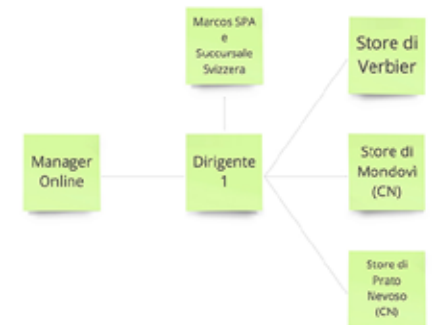 Marcos SPA
e
Succursale
Svizzera
Store di
Verbier
Manager
Online
Dirigente
1
Store di
Mondovì
(CN)
Store di
Prato
Nevoso
(CN)